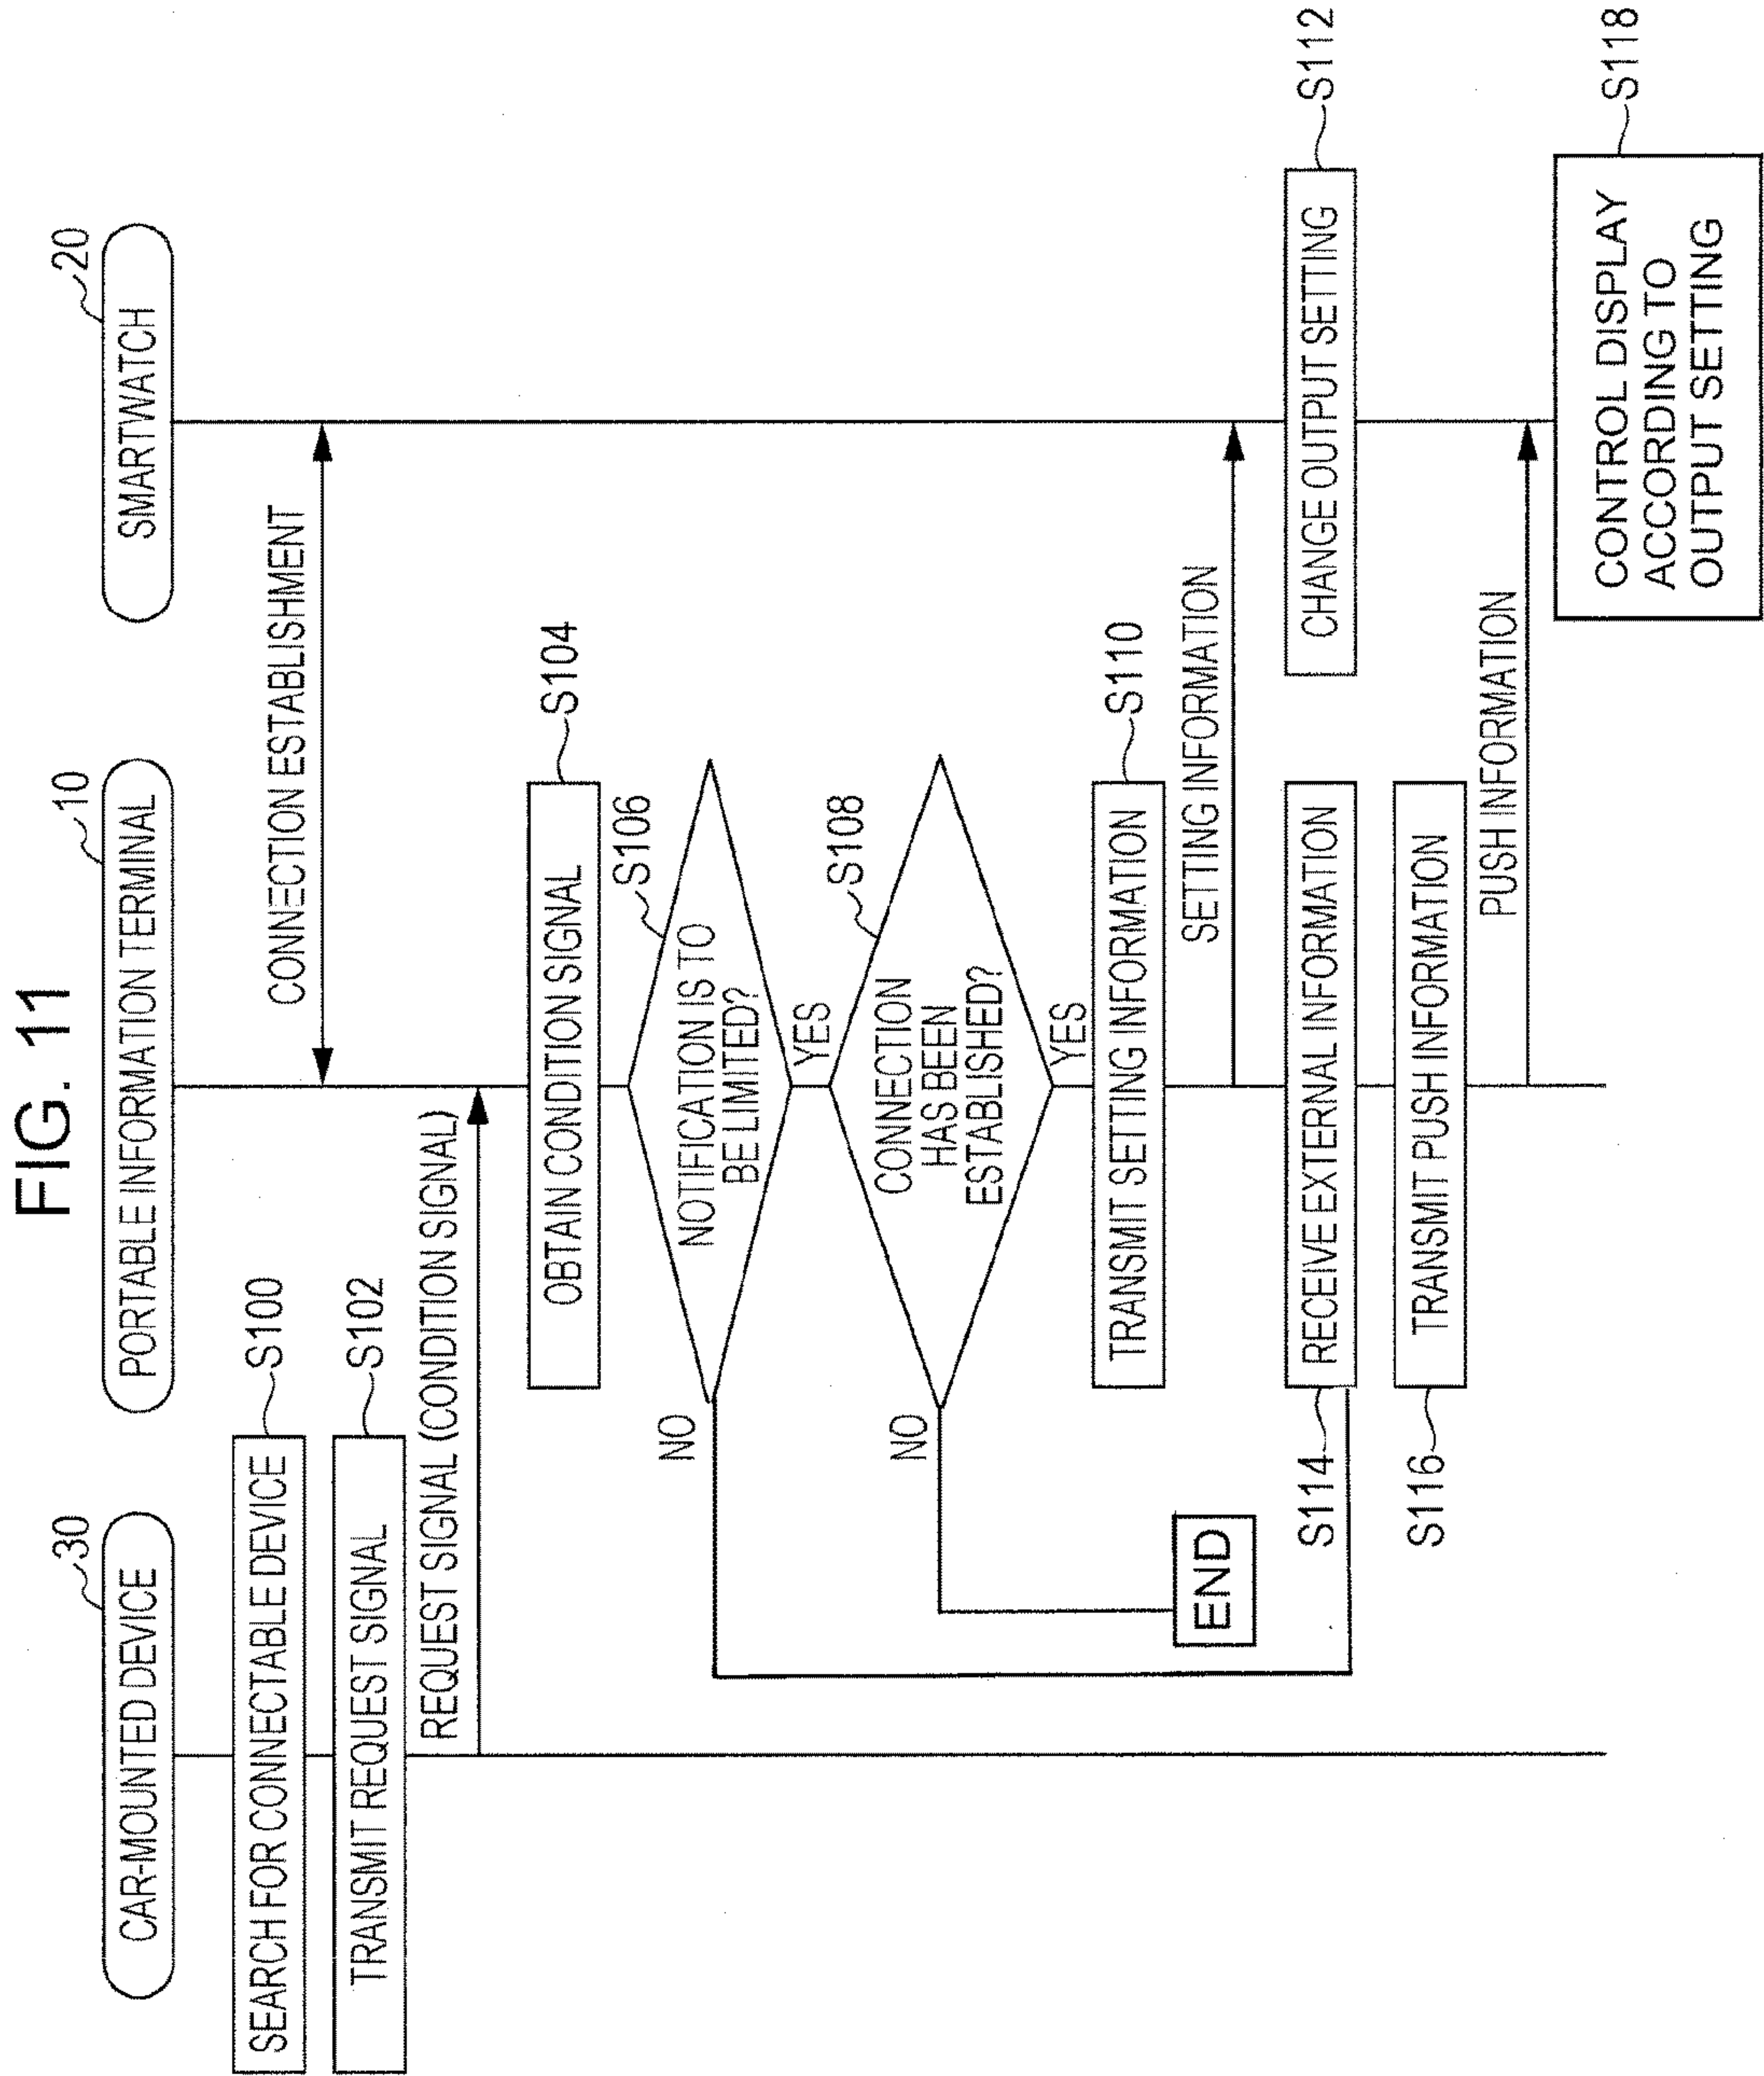 FIG. 11
30
CAR-MOUNTED DEVICE
10
PORTABLE INFORMATION TERMINAL
20
SMARTWATCH
SEARCH FOR CONNECTABLE DEVICE
S100
CONNECTION ESTABLISHMENT
TRANSMIT REQUEST SIGNAL
S102
REQUEST SIGNAL (CONDITION SIGNAL)
OBTAIN CONDITION SIGNAL
S104
S106
NOTIFICATION IS TO
BE LIMITED?
NO
YES
S108
CONNECTION
HAS BEEN
ESTABLISHED?
NO
YES
TRANSMIT SETTING INFORMATION
S110
END
SETTING INFORMATION
S114
RECEIVE EXTERNAL INFORMATION
CHANGE OUTPUT SETTING
S112
S116
TRANSMIT PUSH INFORMATION
PUSH INFORMATION
CONTROL DISPLAY
ACCORDING TO
OUTPUT SETTING
S118